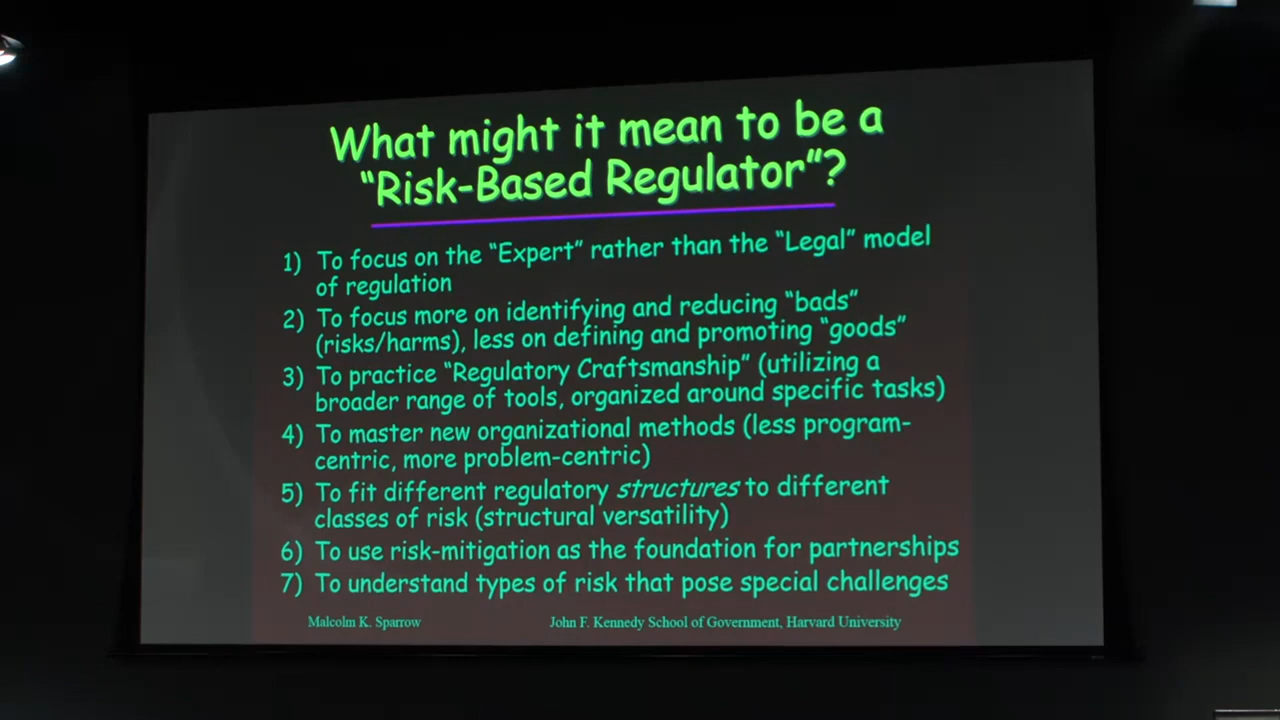 What might it mean to be a
“Risk-Based Regulator”?
1) To focus on the “Expert” rather than the “Legal” model
of regulation
2) To focus more on identifying and reducing “bads”
(risks/harms), less on defining and promoting “goods”
3) To practice “Regulatory Craftsmanship” (utilizing a
broader range of tools, organized around specific tasks)
4) To master new organizational methods (less program-
centric, more problem-centric)
5) To fit different regulatory structures to different
classes of risk (structural versatility)
6) To use risk-mitigation as the foundation for partnerships
7) To understand types of risk that pose special challenges
Malcolm K. Sparrow John F. Kennedy School of Government, Harvard University